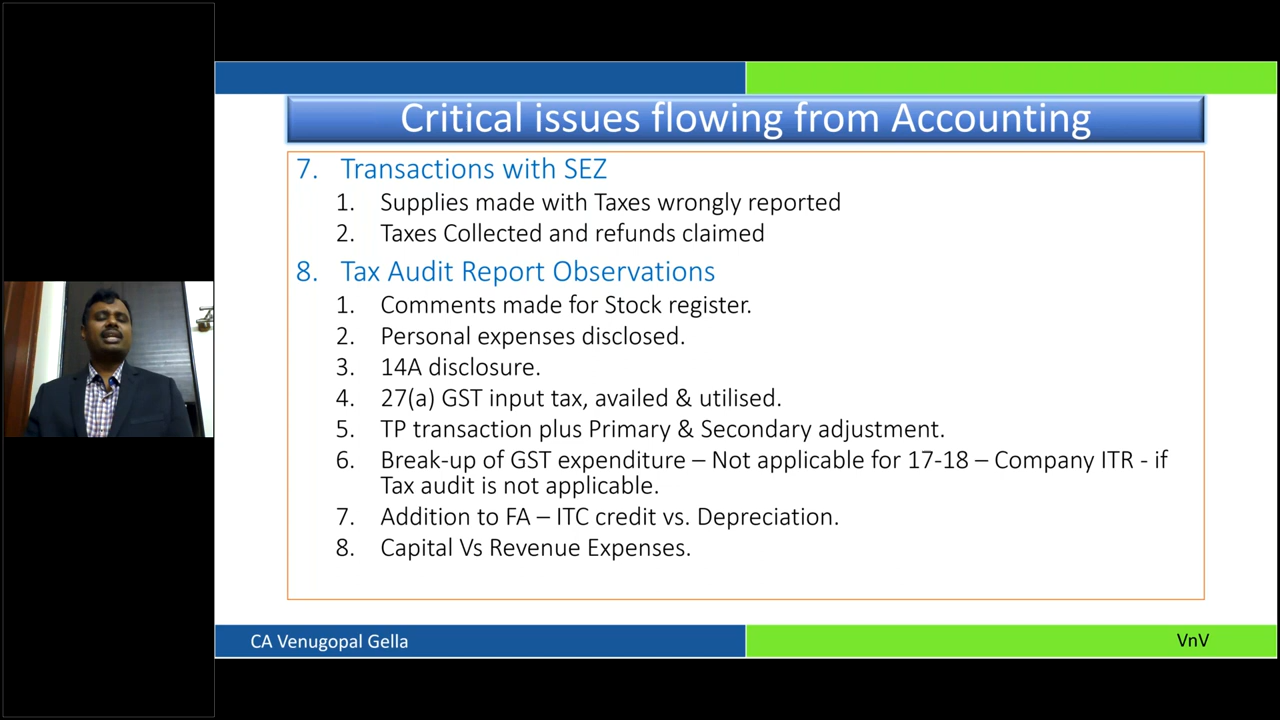 Critical issues flowing from Accounting
7. Transactions with SEZ
1. Supplies made with Taxes wrongly reported
2. Taxes Collected and refunds claimed
8. Tax Audit Report Observations
1. Comments made for Stock register.
2. Personal expenses disclosed.
3. 14A disclosure.
4. 27(a) GST input tax, availed & utilised.
5. TP transaction plus Primary & Secondary adjustment.
6. Break-up of GST expenditure – Not applicable for 17-18 – Company ITR - if
Tax audit is not applicable.
7. Addition to FA – ITC credit vs. Depreciation.
8. Capital Vs Revenue Expenses.
CA Venugopal Gella
VnV